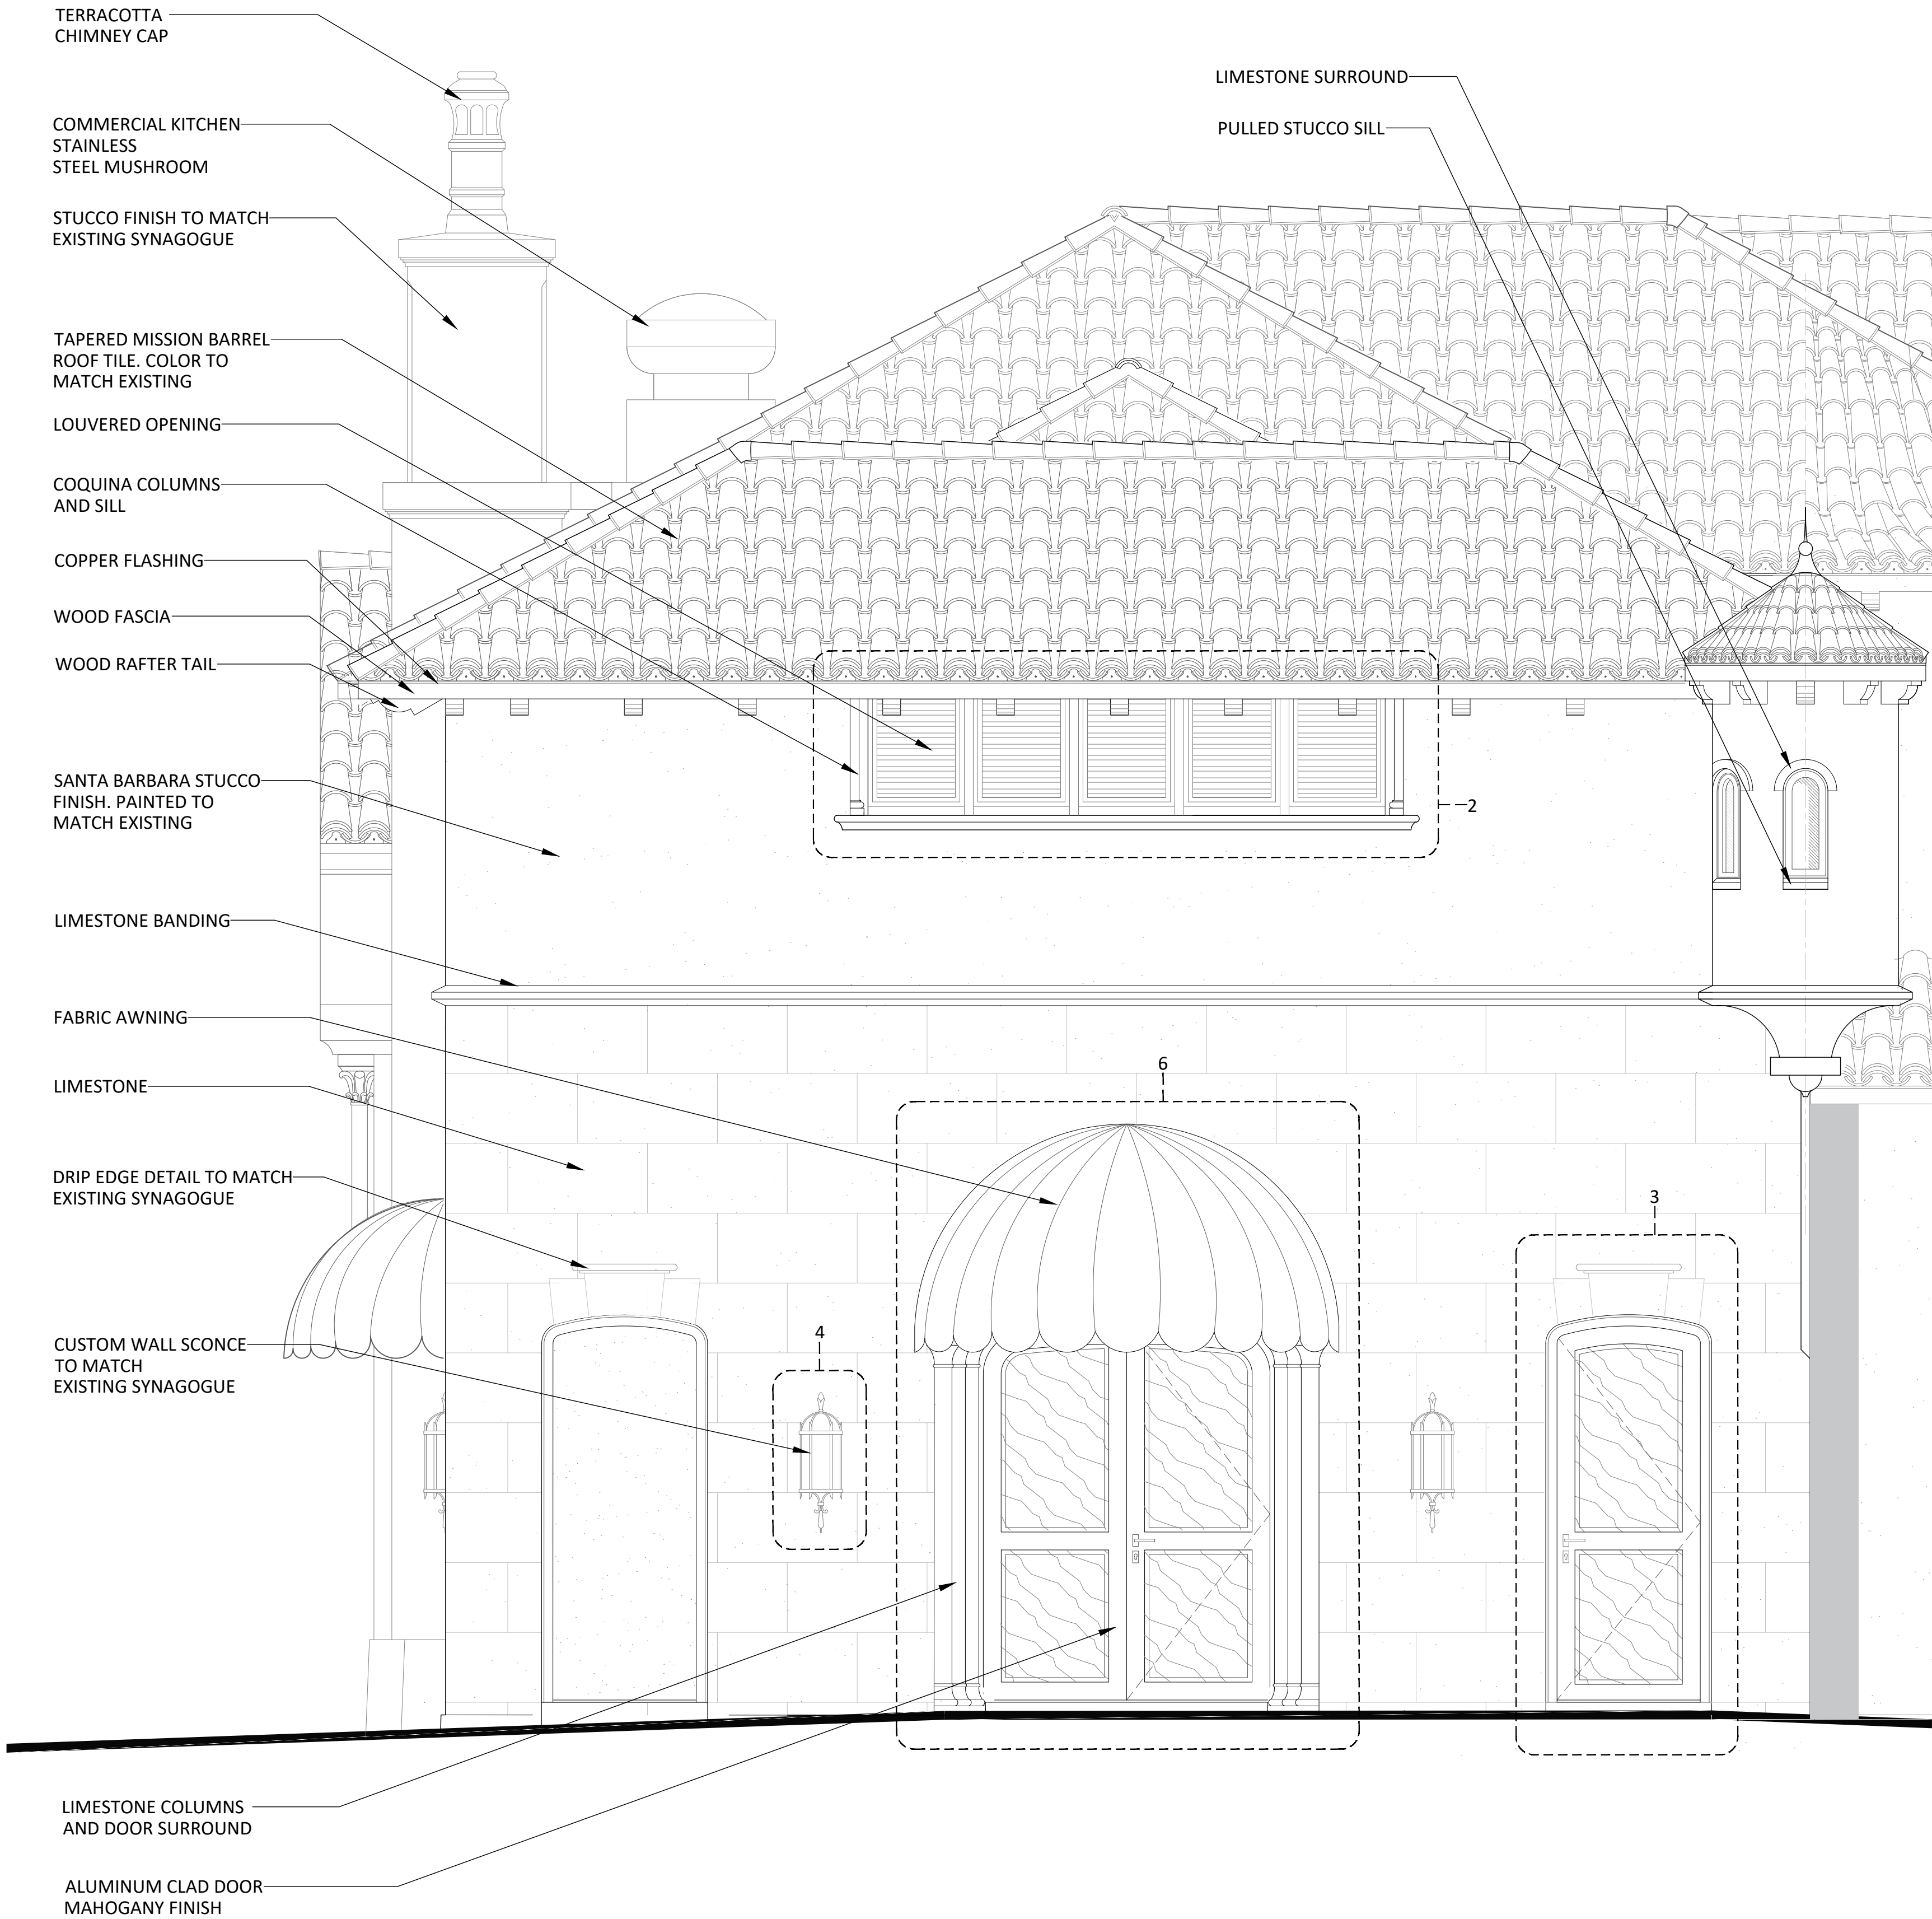 TERRACOTTA
CHIMNEY CAP
COMMERCIAL KITCHEN
STAINLESS
STEEL MUSHROOM
STUCCO FINISH TO MATCH
EXISTING SYNAGOGUE
TAPERED MISSION BARREL
ROOF TILE. COLOR TO
MATCH EXISTING
LOUVERED OPENING
COQUINA COLUMNS
AND SILL
COPPER FLASHING
WOOD FASCIA
WOOD RAFTER TAIL
SANTA BARBARA STUCCO
FINISH. PAINTED TO
MATCH EXISTING
LIMESTONE BANDING
FABRIC AWNING
LIMESTONE
DRIP EDGE DETAIL TO MATCH
EXISTING SYNAGOGUE
CUSTOM WALL SCONCE
TO MATCH
EXISTING SYNAGOGUE
LIMESTONE COLUMNS
AND DOOR SURROUND
ALUMINUM CLAD DOOR
MAHOGANY FINISH
LIMESTONE SURROUND
PULLED STUCCO SILL
2
6
3
4